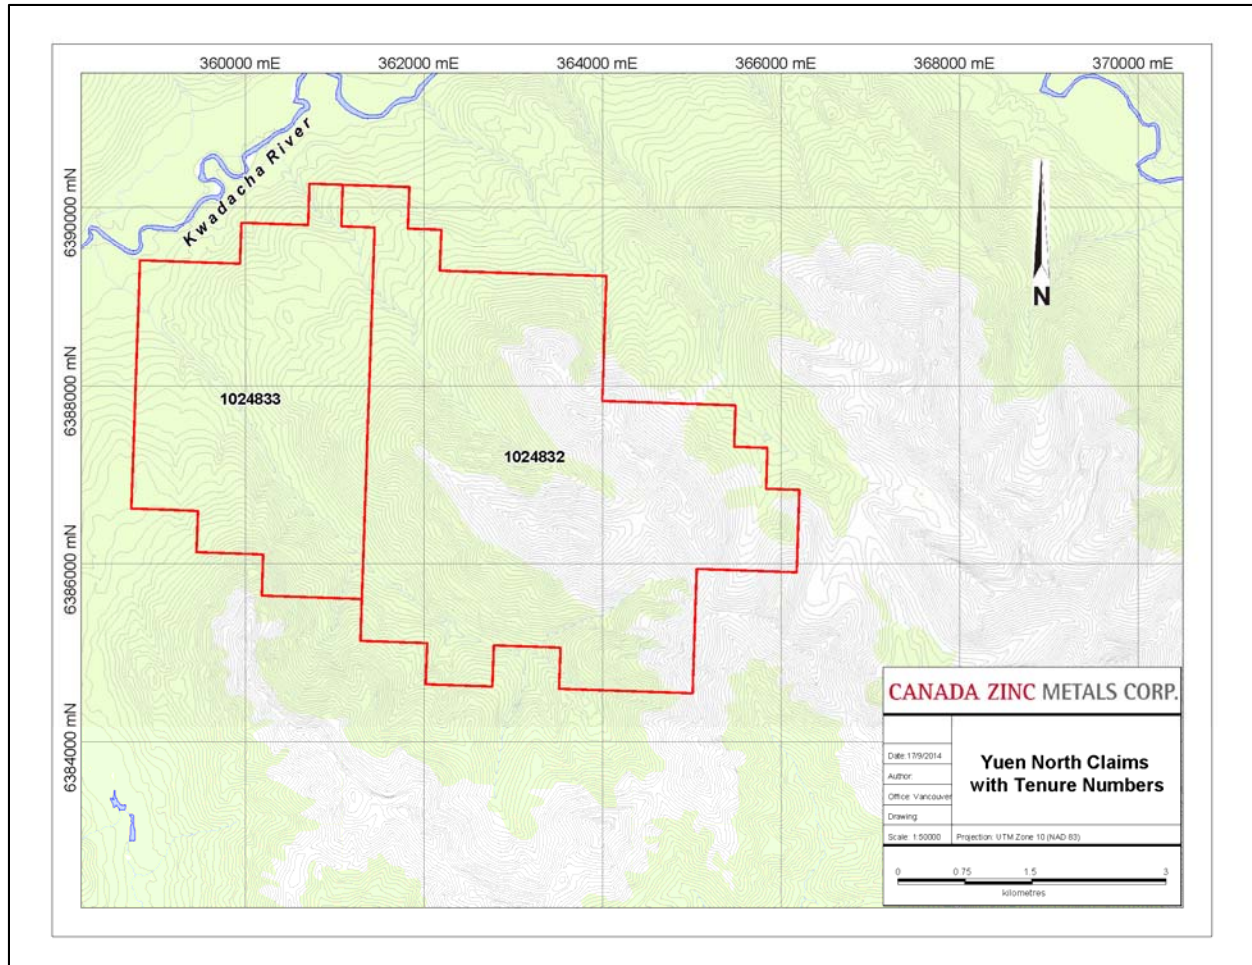 360000 mE 362000 mE 364000 mE 366000 mE 368000 mE 370000 mE
6390000 mN
6388000 mN
6386000 mN
6384000 mN
Kwadacha River
N
1024833
1024832
CANADA ZINC METALS CORP.
Date:17/9/2014
Author:
Office: Vancouver
Drawing:
Scale: 1:50000
Yuen North Claims
with Tenure Numbers
Projection: UTM Zone 10 (NAD 83)
0 0.75 1.5 3
kilometres